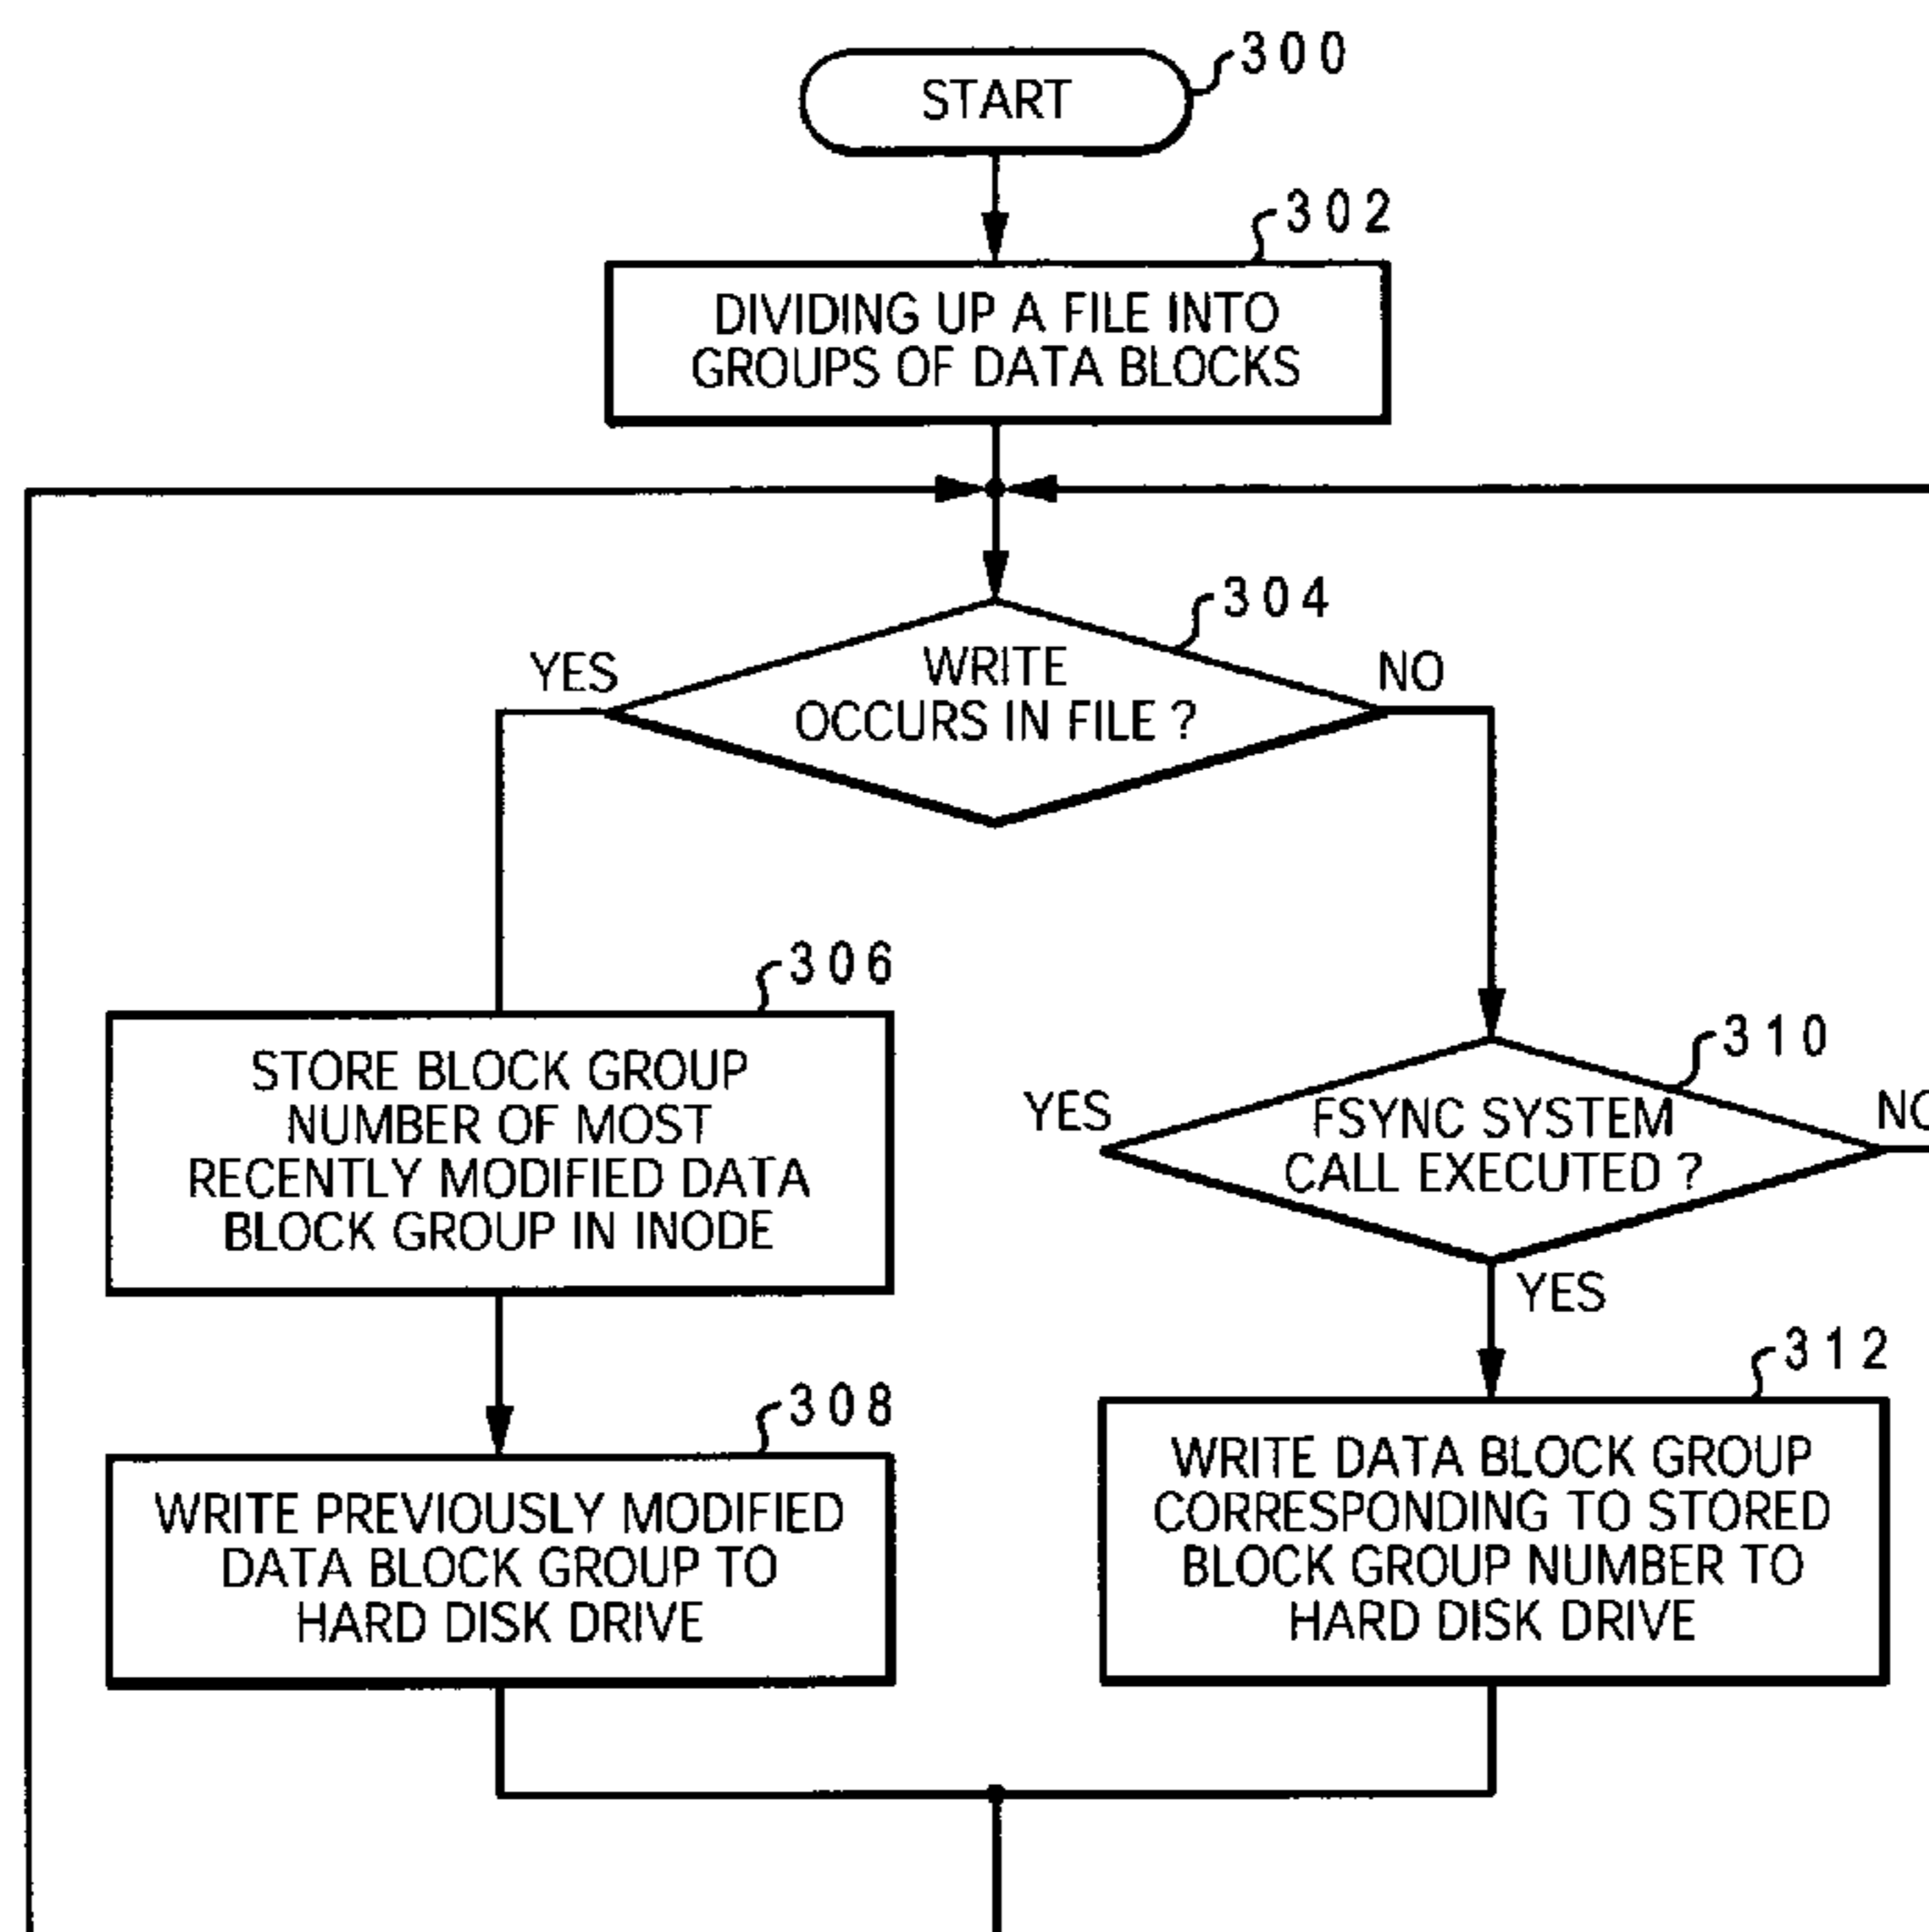 300
START
302
DIVIDING UP A FILE INTO
GROUPS OF DATA BLOCKS
304
YES
WRITE
NO
OCCURS IN FILE ?
306
STORE BLOCK GROUP
NUMBER OF MOST
RECENTLY MODIFIED DATA
BLOCK GROUP IN INODE
310
YES
FSYNC SYSTEM
NO
CALL EXECUTED ?
YES
308
WRITE PREVIOUSLY MODIFIED
DATA BLOCK GROUP TO
HARD DISK DRIVE
312
WRITE DATA BLOCK GROUP
CORRESPONDING TO STORED
BLOCK GROUP NUMBER TO
HARD DISK DRIVE